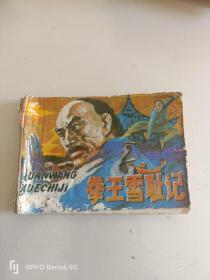 QUANWANG
XUECHIJI
拳王雪耻记
OPPO Reno6 5G